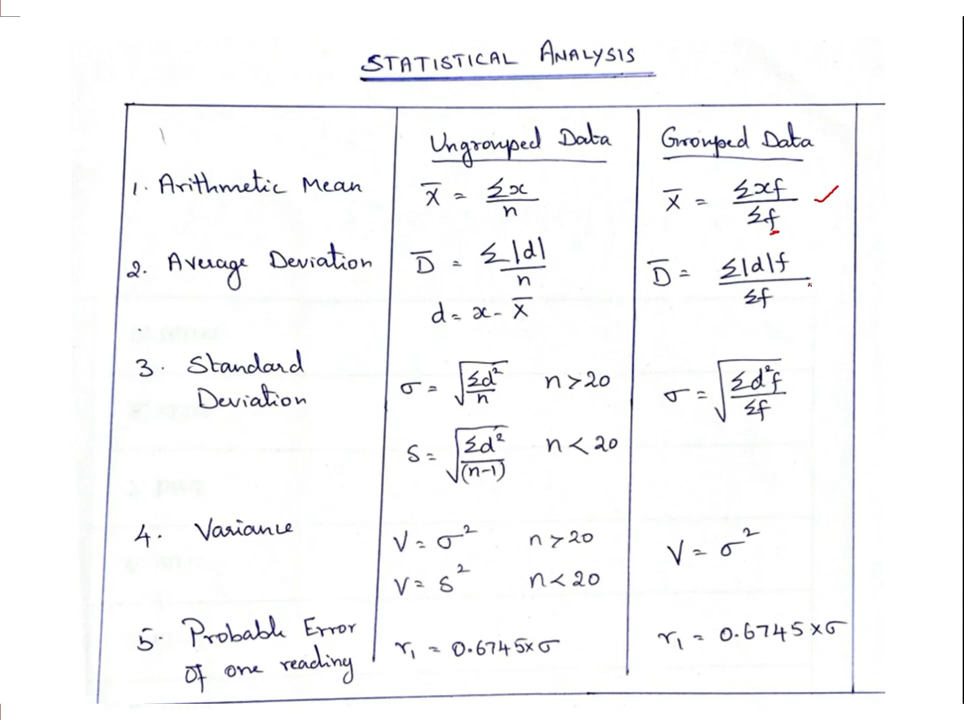 STATISTICAL ANALYSIS
Ungrouped Data
Grouped Data
1. Arithmetic Mean
X̄ = Σx/n
X̄ = Σxf/Σf
2. Average Deviation
D̄ = Σ|d|/n
d = x - X̄
D̄ = Σ|d|f/Σf
3. Standard Deviation
σ = √(Σd²/n) n > 20
S = √(Σd²/(n-1)) n < 20
σ = √(Σd²f/Σf)
4. Variance
V = σ² n > 20
V = S² n < 20
V = σ²
5. Probable Error
of one reading
r₁ = 0.6745×σ
r₁ = 0.6745×σ